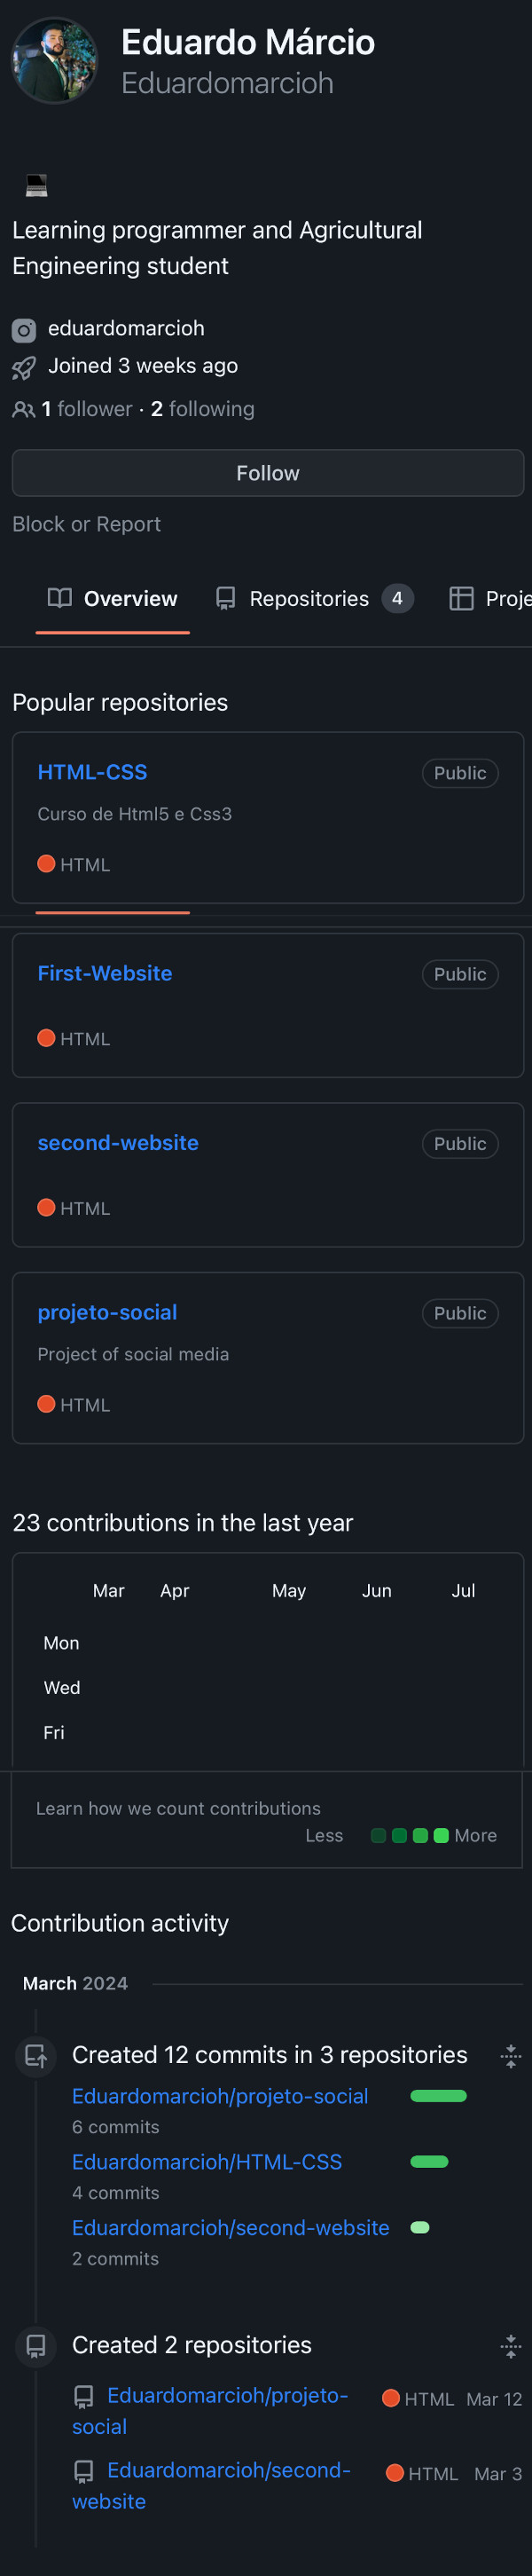 Eduardo Márcio
Eduardomarcioh
Learning programmer and Agricultural
Engineering student
eduardomarcioh
Joined 3 weeks ago
1 follower · 2 following
Follow
Block or Report
Overview Repositories 4 Proje
Popular repositories
HTML-CSS Public
Curso de Html5 e Css3
HTML
First-Website Public
HTML
second-website Public
HTML
projeto-social Public
Project of social media
HTML
23 contributions in the last year
Mar Apr May Jun Jul
Mon
Wed
Fri
Learn how we count contributions
Less More
Contribution activity
March 2024
Created 12 commits in 3 repositories
Eduardomarcioh/projeto-social
6 commits
Eduardomarcioh/HTML-CSS
4 commits
Eduardomarcioh/second-website
2 commits
Created 2 repositories
Eduardomarcioh/projeto- HTML Mar 12
social
Eduardomarcioh/second- HTML Mar 3
website